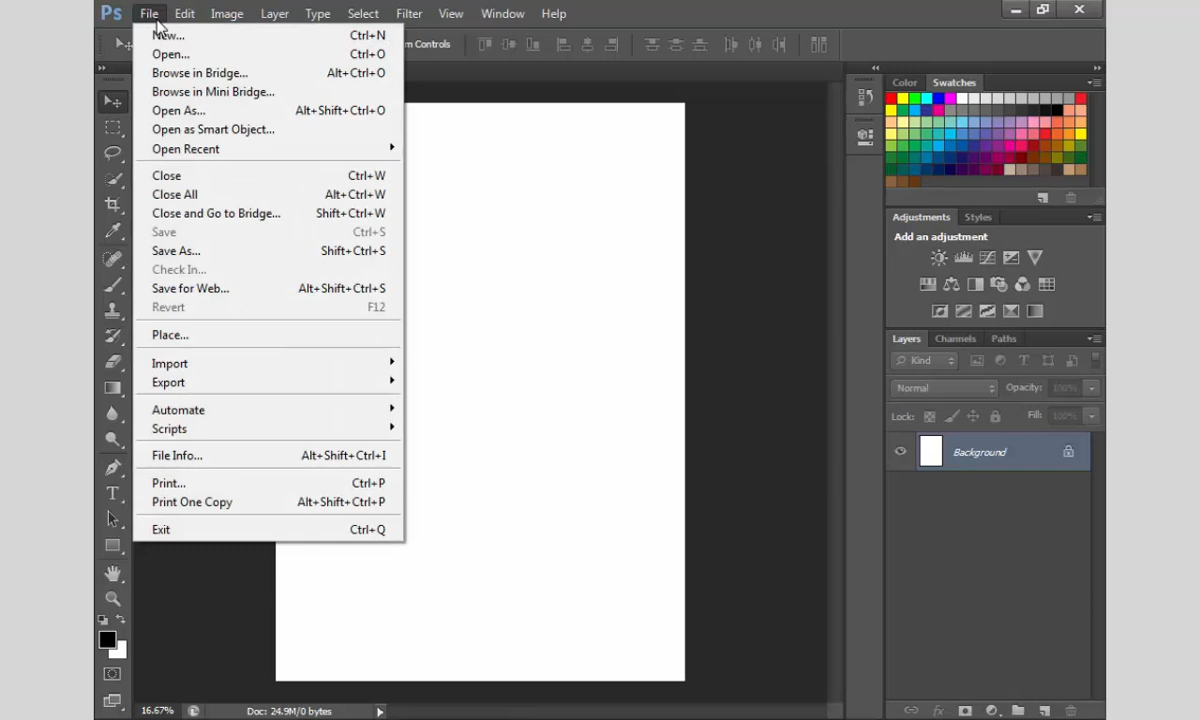 Ps File Edit Image Layer Type Select Filter View Window Help
m Controls
New... Ctrl+N
Open... Ctrl+O
Browse in Bridge... Alt+Ctrl+O
Browse in Mini Bridge...
Open As... Alt+Shift+Ctrl+O
Open as Smart Object...
Open Recent
Close Ctrl+W
Close All Alt+Ctrl+W
Close and Go to Bridge... Shift+Ctrl+W
Save Ctrl+S
Save As... Shift+Ctrl+S
Check In...
Save for Web... Alt+Shift+Ctrl+S
Revert F12
Place...
Import
Export
Automate
Scripts
File Info... Alt+Shift+Ctrl+I
Print... Ctrl+P
Print One Copy Alt+Shift+Ctrl+P
Exit Ctrl+Q
Color Swatches
Adjustments Styles
Add an adjustment
Layers Channels Paths
Kind
Normal Opacity: 100%
Lock: Fill: 100%
Background
T
16.67% Doc: 24.9M/0 bytes
fx